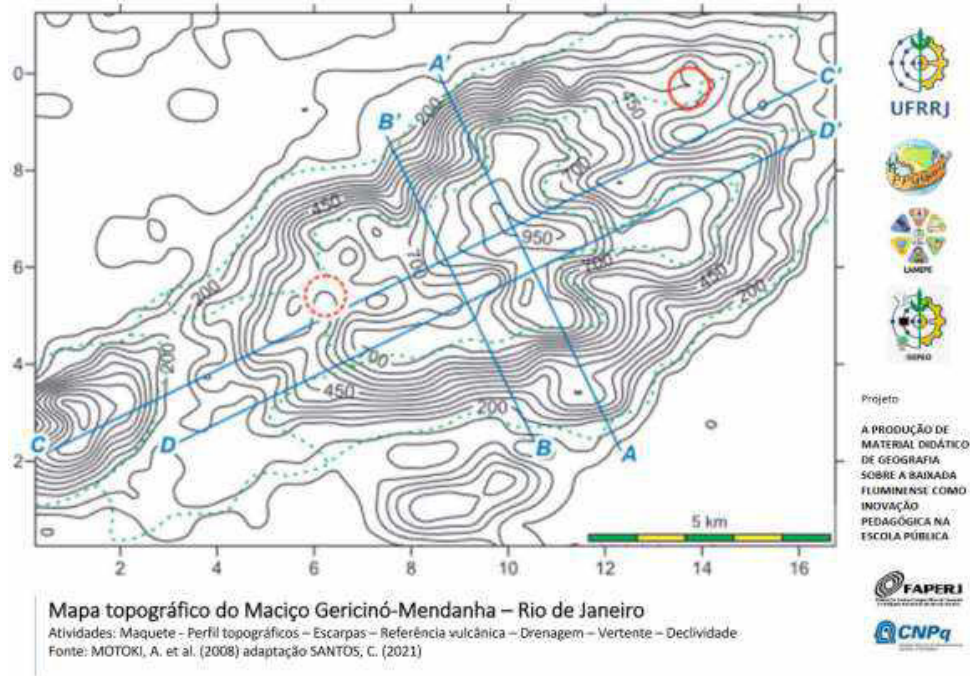 A'
C'
B'
D'
0
200
450
8
700
450
950
6
700
700
450
200
200
4
200
700
450
200
C
D
B
A
2
5 km
2
4
6
8
10
12
14
16
UFRRJ
LAMEPE
Projeto
A PRODUÇÃO DE
MATERIAL DIDÁTICO
DE GEOGRAFIA
SOBRE A BAIXADA
FLUMINENSE COMO
INOVAÇÃO
PEDAGÓGICA NA
ESCOLA PÚBLICA
FAPERJ
CNPq
Mapa topográfico do Maciço Gericinó-Mendanha – Rio de Janeiro
Atividades: Maquete - Perfil topográficos – Escarpas – Referência vulcânica – Drenagem – Vertente – Declividade
Fonte: MOTOKI, A. et al. (2008) adaptação SANTOS, C. (2021)